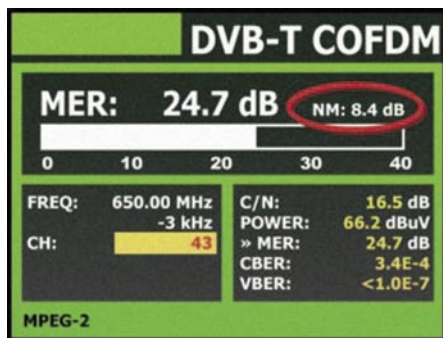 DVB-T COFDM
MER: 24.7 dB NM: 8.4 dB
0 10 20 30 40
FREQ: 650.00 MHz
-3 kHz
CH: 43
C/N: 16.5 dB
POWER: 66.2 dBuV
» MER: 24.7 dB
CBER: 3.4E-4
VBER: <1.0E-7
MPEG-2